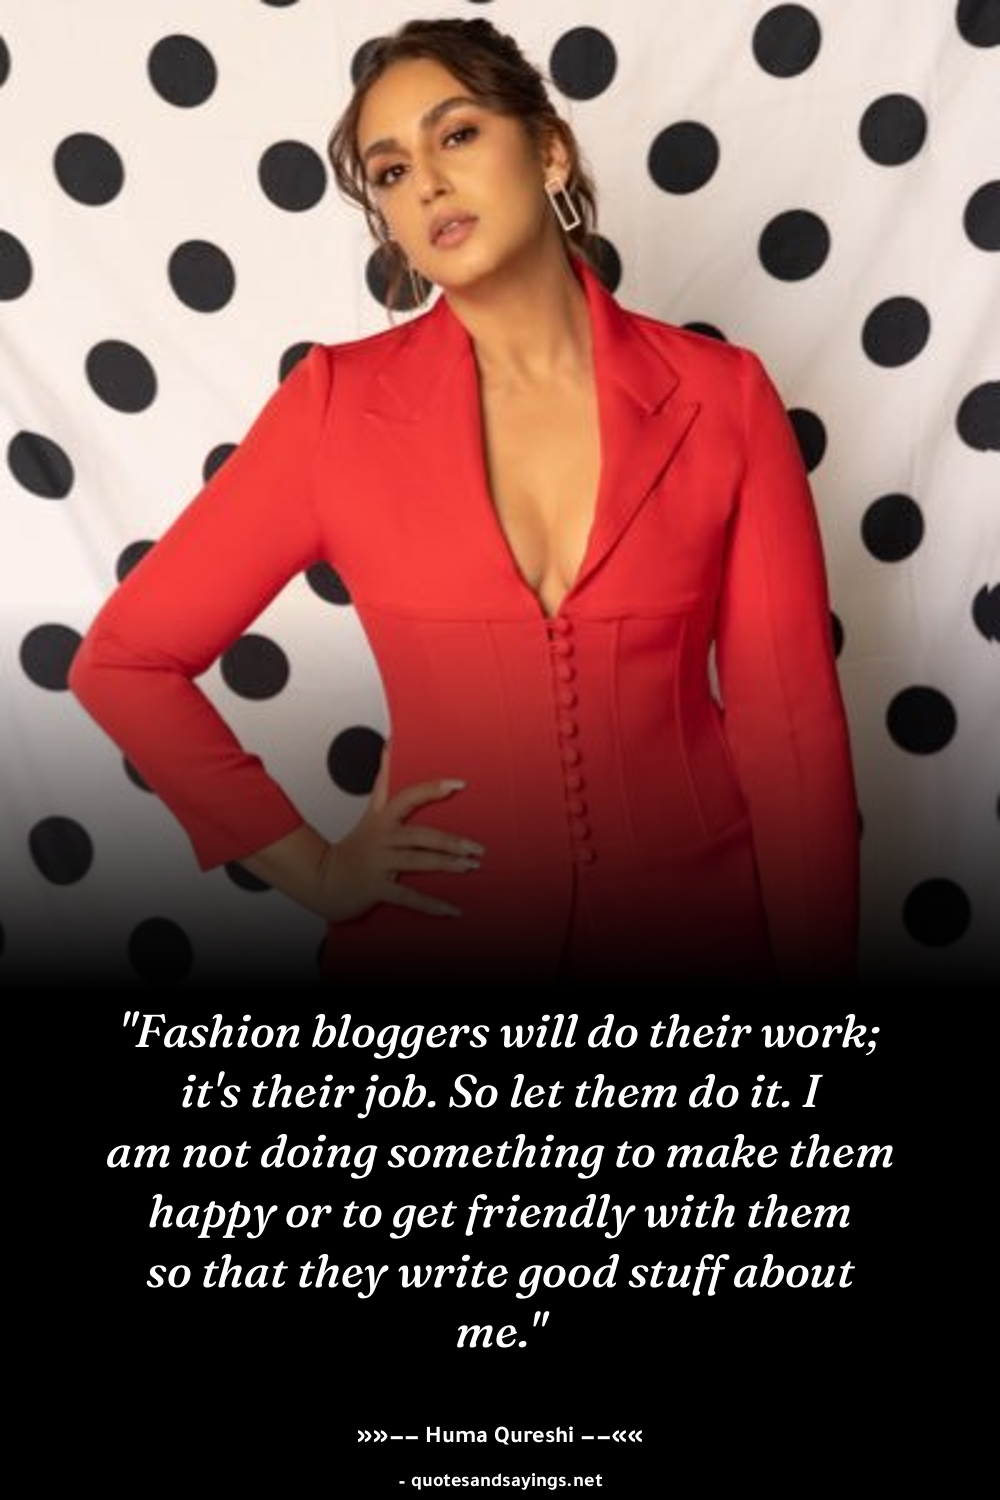 "Fashion bloggers will do their work;
it's their job. So let them do it. I
am not doing something to make them
happy or to get friendly with them
so that they write good stuff about
me."
»»−− Huma Qureshi −−««
- quotesandsayings.net